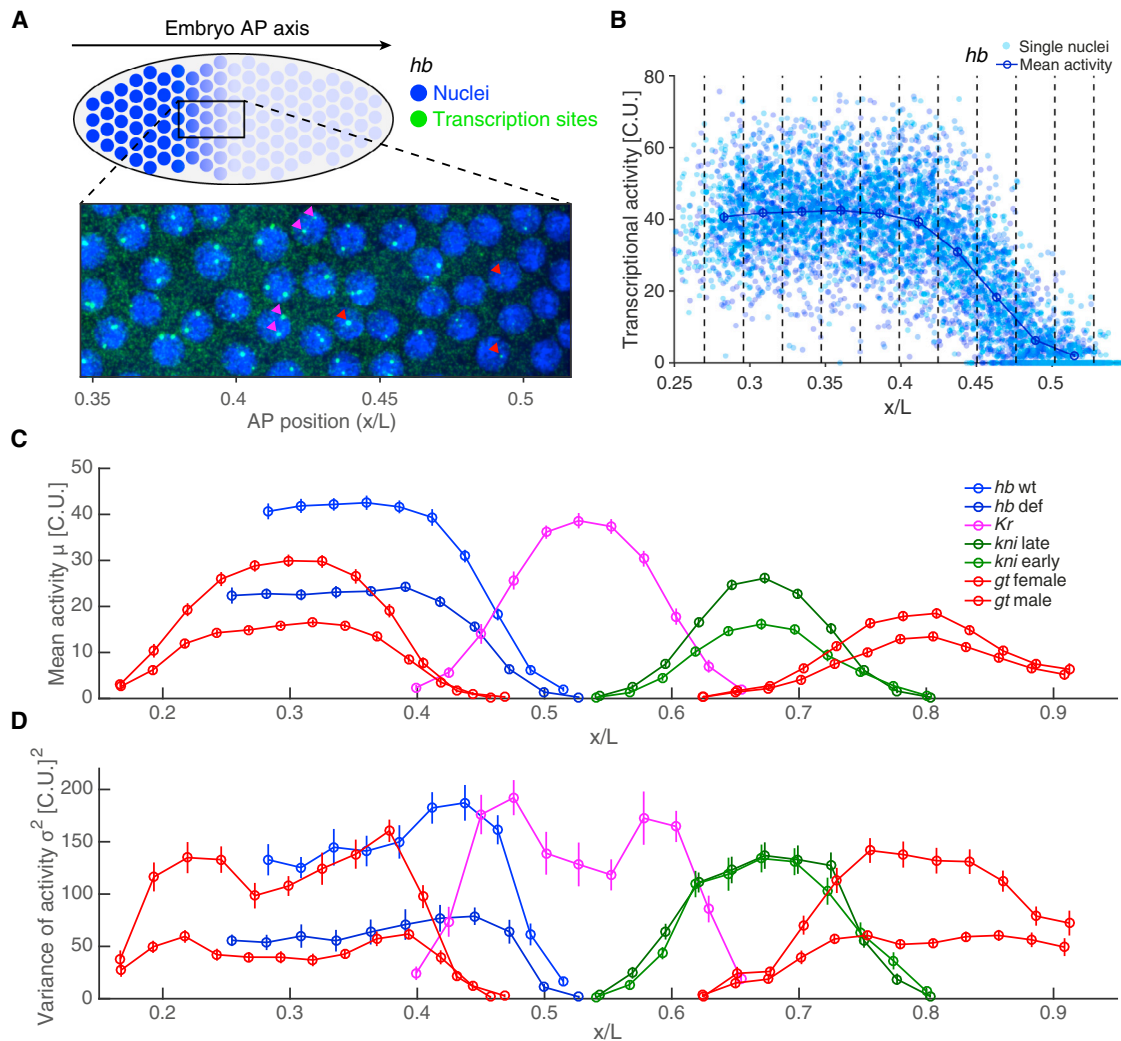 A
Embryo AP axis
hb
Nuclei
Transcription sites
0.35
0.4
0.45
0.5
AP position (x/L)
B
hb
Single nuclei
Mean activity
Transcriptional activity [C.U.]
80
60
40
20
0
0.25
0.3
0.35
0.4
0.45
0.5
x/L
C
Mean activity μ [C.U.]
50
40
30
20
10
0
0.2
0.3
0.4
0.5
0.6
0.7
0.8
0.9
x/L
hb wt
hb def
Kr
kni late
kni early
gt female
gt male
D
Variance of activity σ² [C.U.]²
200
150
100
50
0
0.2
0.3
0.4
0.5
0.6
0.7
0.8
0.9
x/L